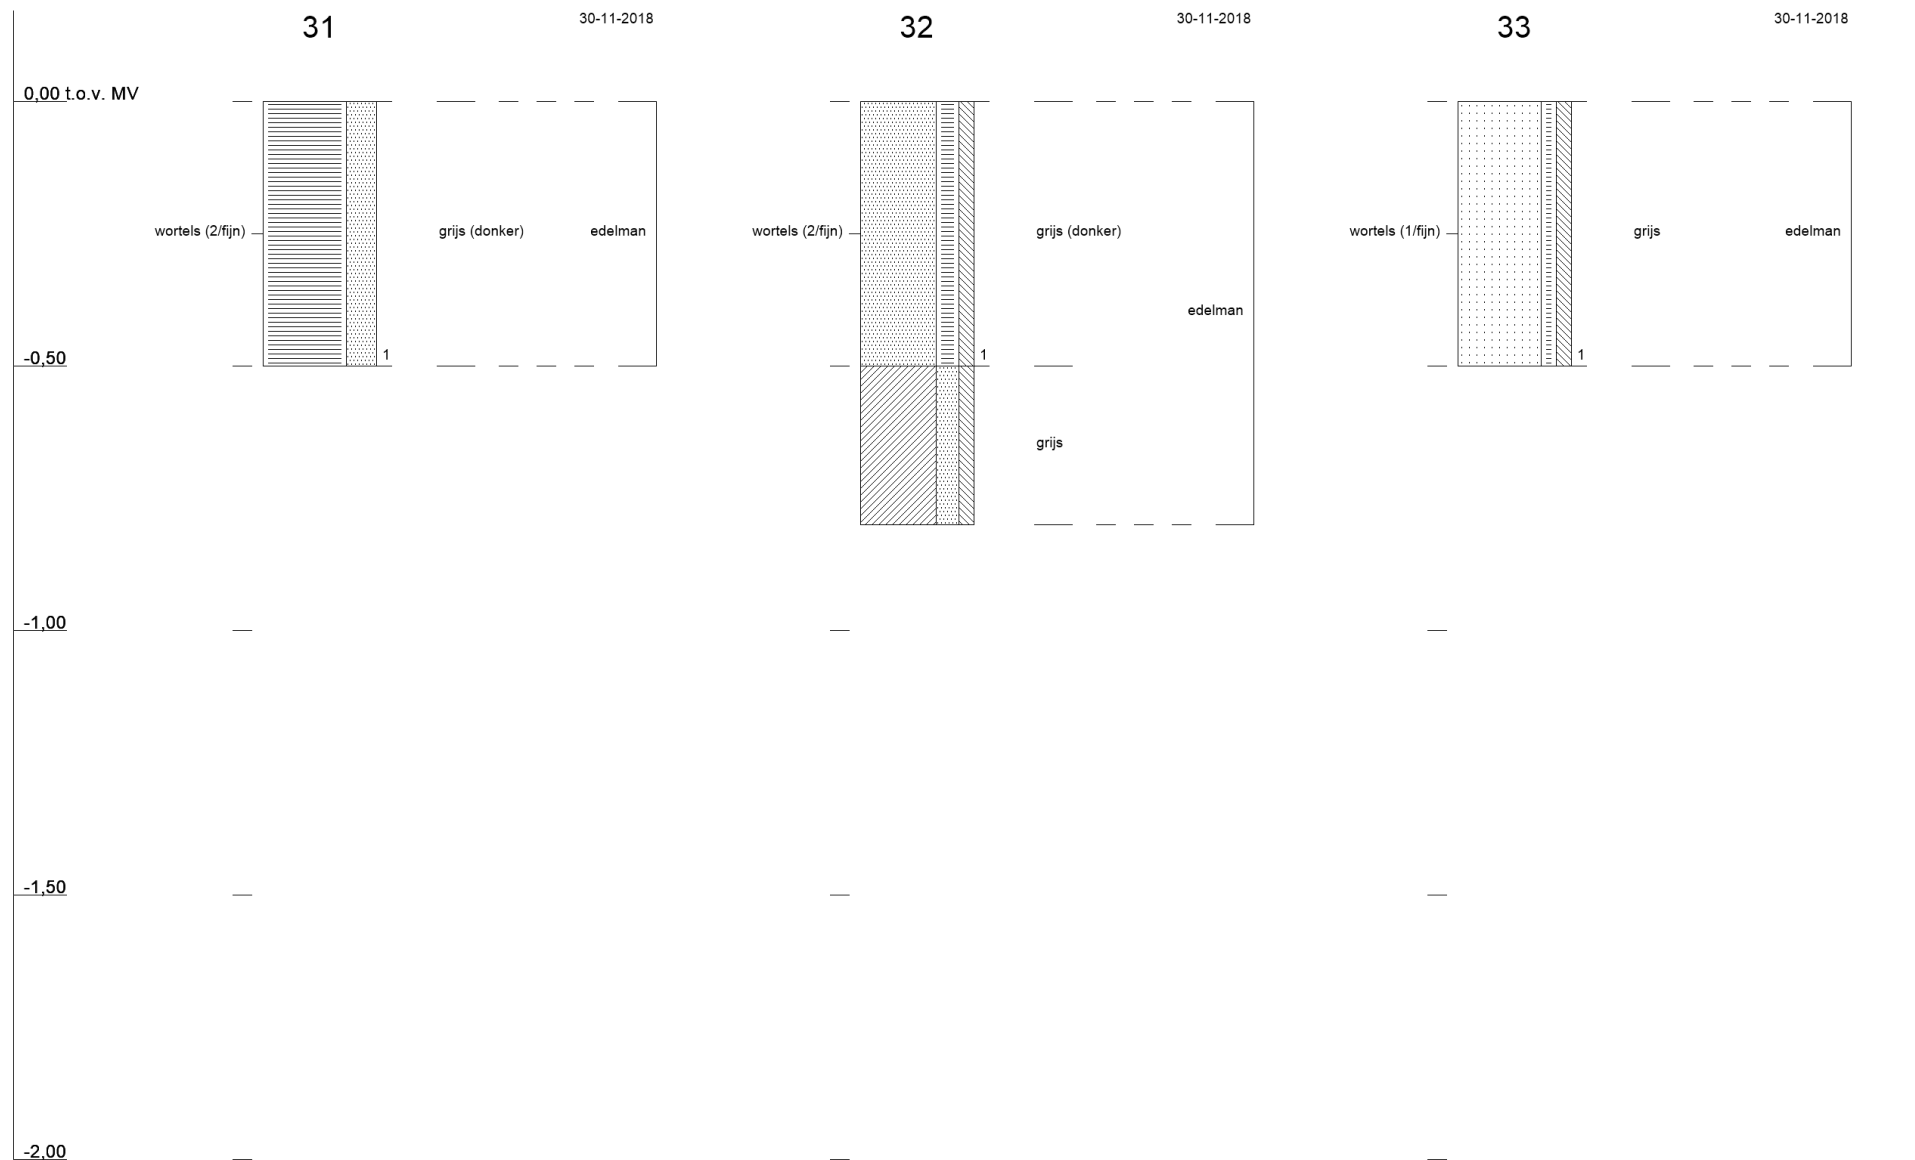 31
30-11-2018
32
30-11-2018
33
30-11-2018
0,00 t.o.v. MV
wortels (2/fijn)
grijs (donker)
edelman
1
wortels (2/fijn)
grijs (donker)
edelman
1
grijs
wortels (1/fijn)
grijs
edelman
1
-0,50
-1,00
-1,50
-2,00